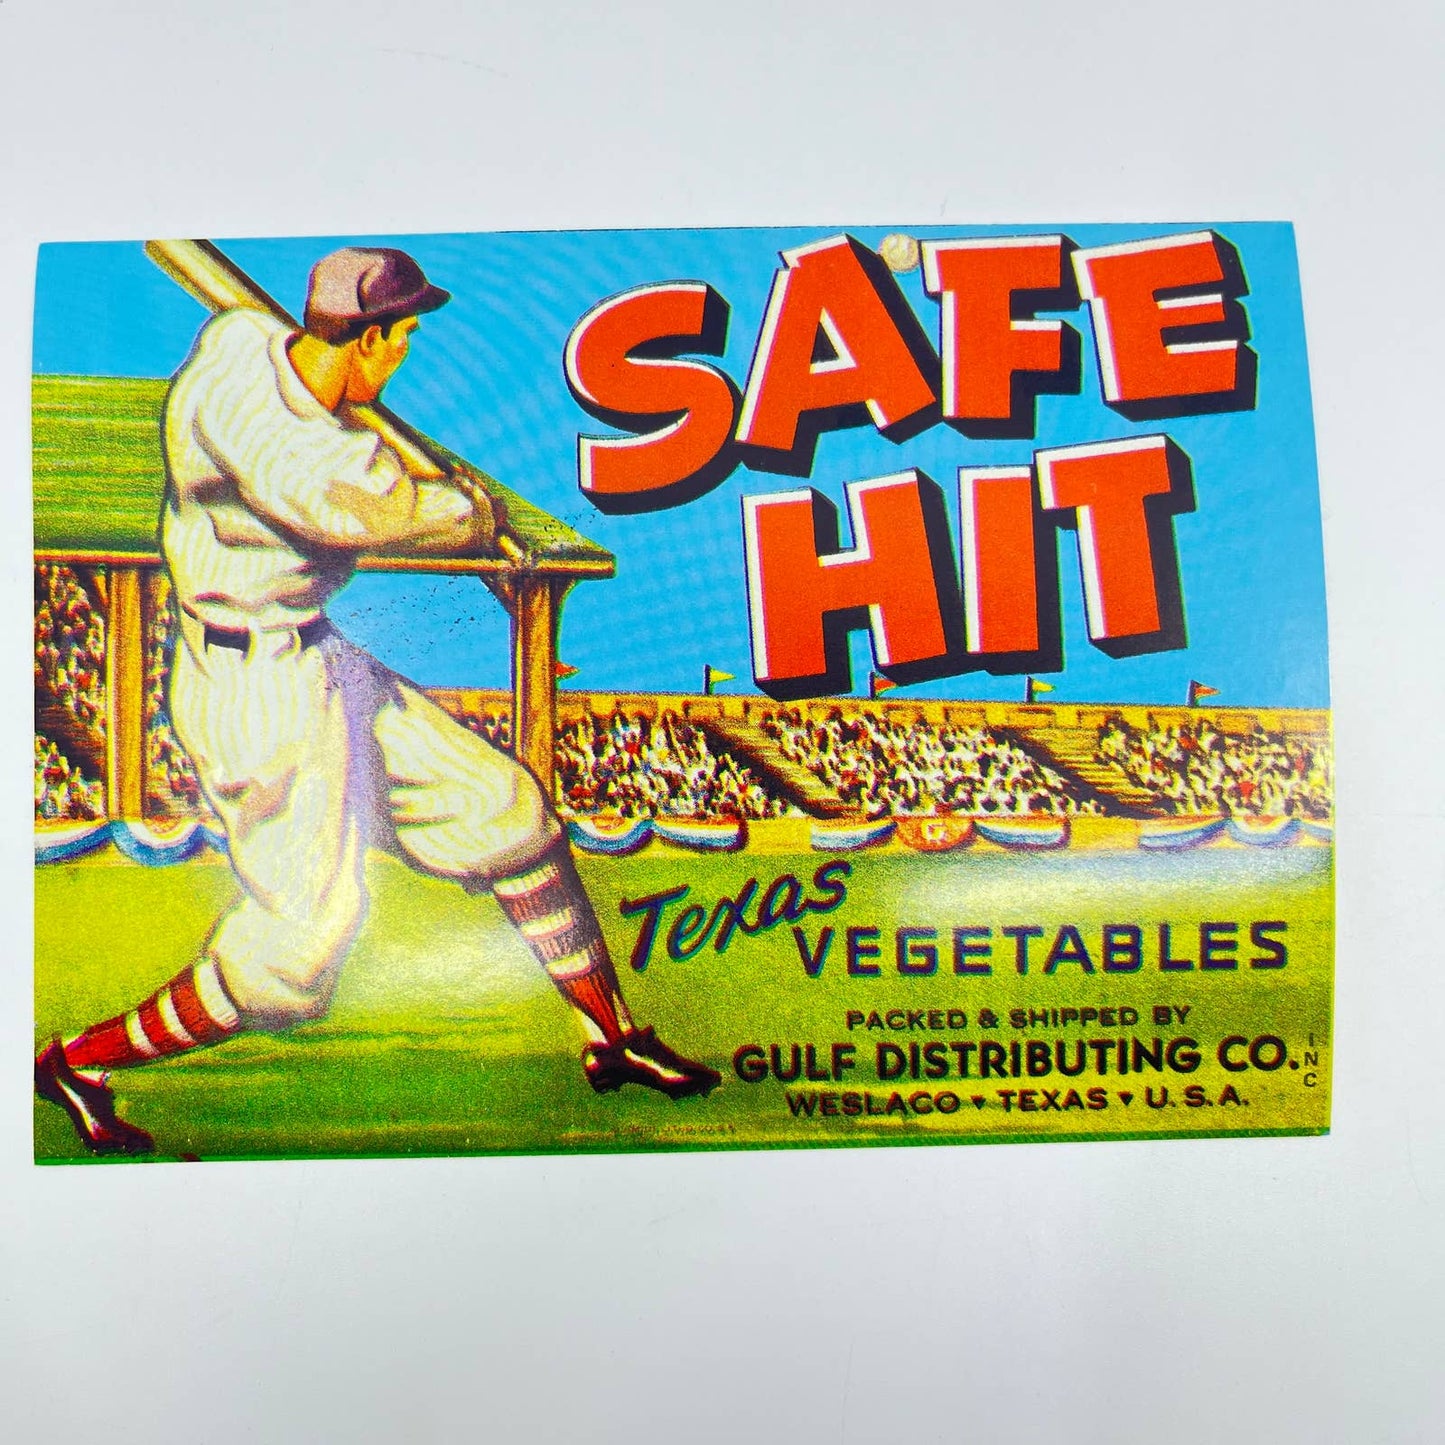 SAFE
HIT
G
Texas
VEGETABLES
PACKED & SHIPPED BY
GULF DISTRIBUTING CO. INC
WESLACO ▾ TEXAS ▾ U.S.A.